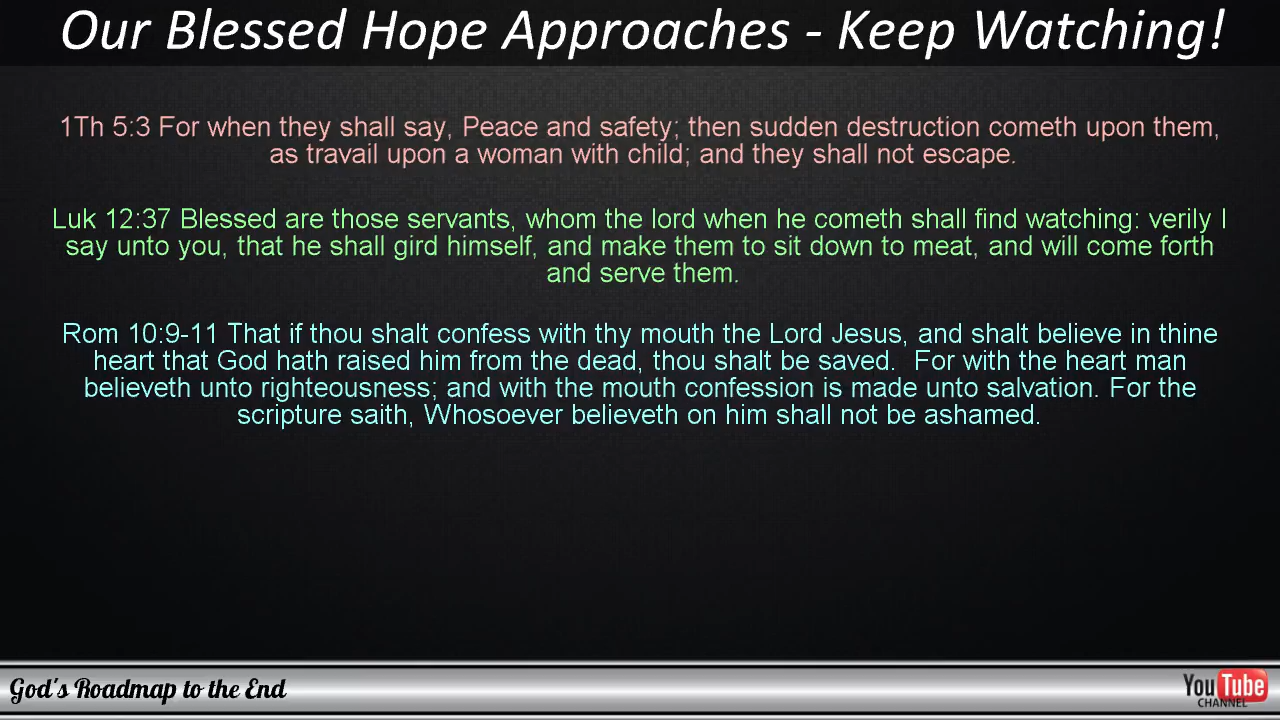 Our Blessed Hope Approaches - Keep Watching!
1Th 5:3 For when they shall say, Peace and safety; then sudden destruction cometh upon them,
as travail upon a woman with child; and they shall not escape.
Luk 12:37 Blessed are those servants, whom the lord when he cometh shall find watching: verily I
say unto you, that he shall gird himself, and make them to sit down to meat, and will come forth
and serve them.
Rom 10:9-11 That if thou shalt confess with thy mouth the Lord Jesus, and shalt believe in thine
heart that God hath raised him from the dead, thou shalt be saved.  For with the heart man
believeth unto righteousness; and with the mouth confession is made unto salvation. For the
scripture saith, Whosoever believeth on him shall not be ashamed.
God's Roadmap to the End
YouTube
CHANNEL